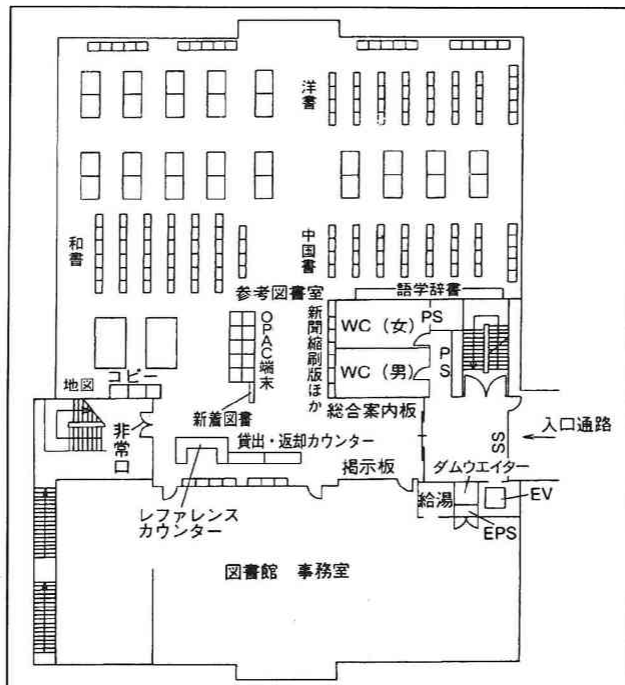 洋書
和書
中国書
参考図書室
語学辞書
OPAC端末
新聞縮刷版ほか
WC（女）
PS
WC（男）
PS
地図
コピー
新着図書
総合案内板
非常口
貸出・返却カウンター
SS
入口通路
掲示板
ダムウエイター
レファレンス
カウンター
給湯
EV
EPS
図書館　事務室